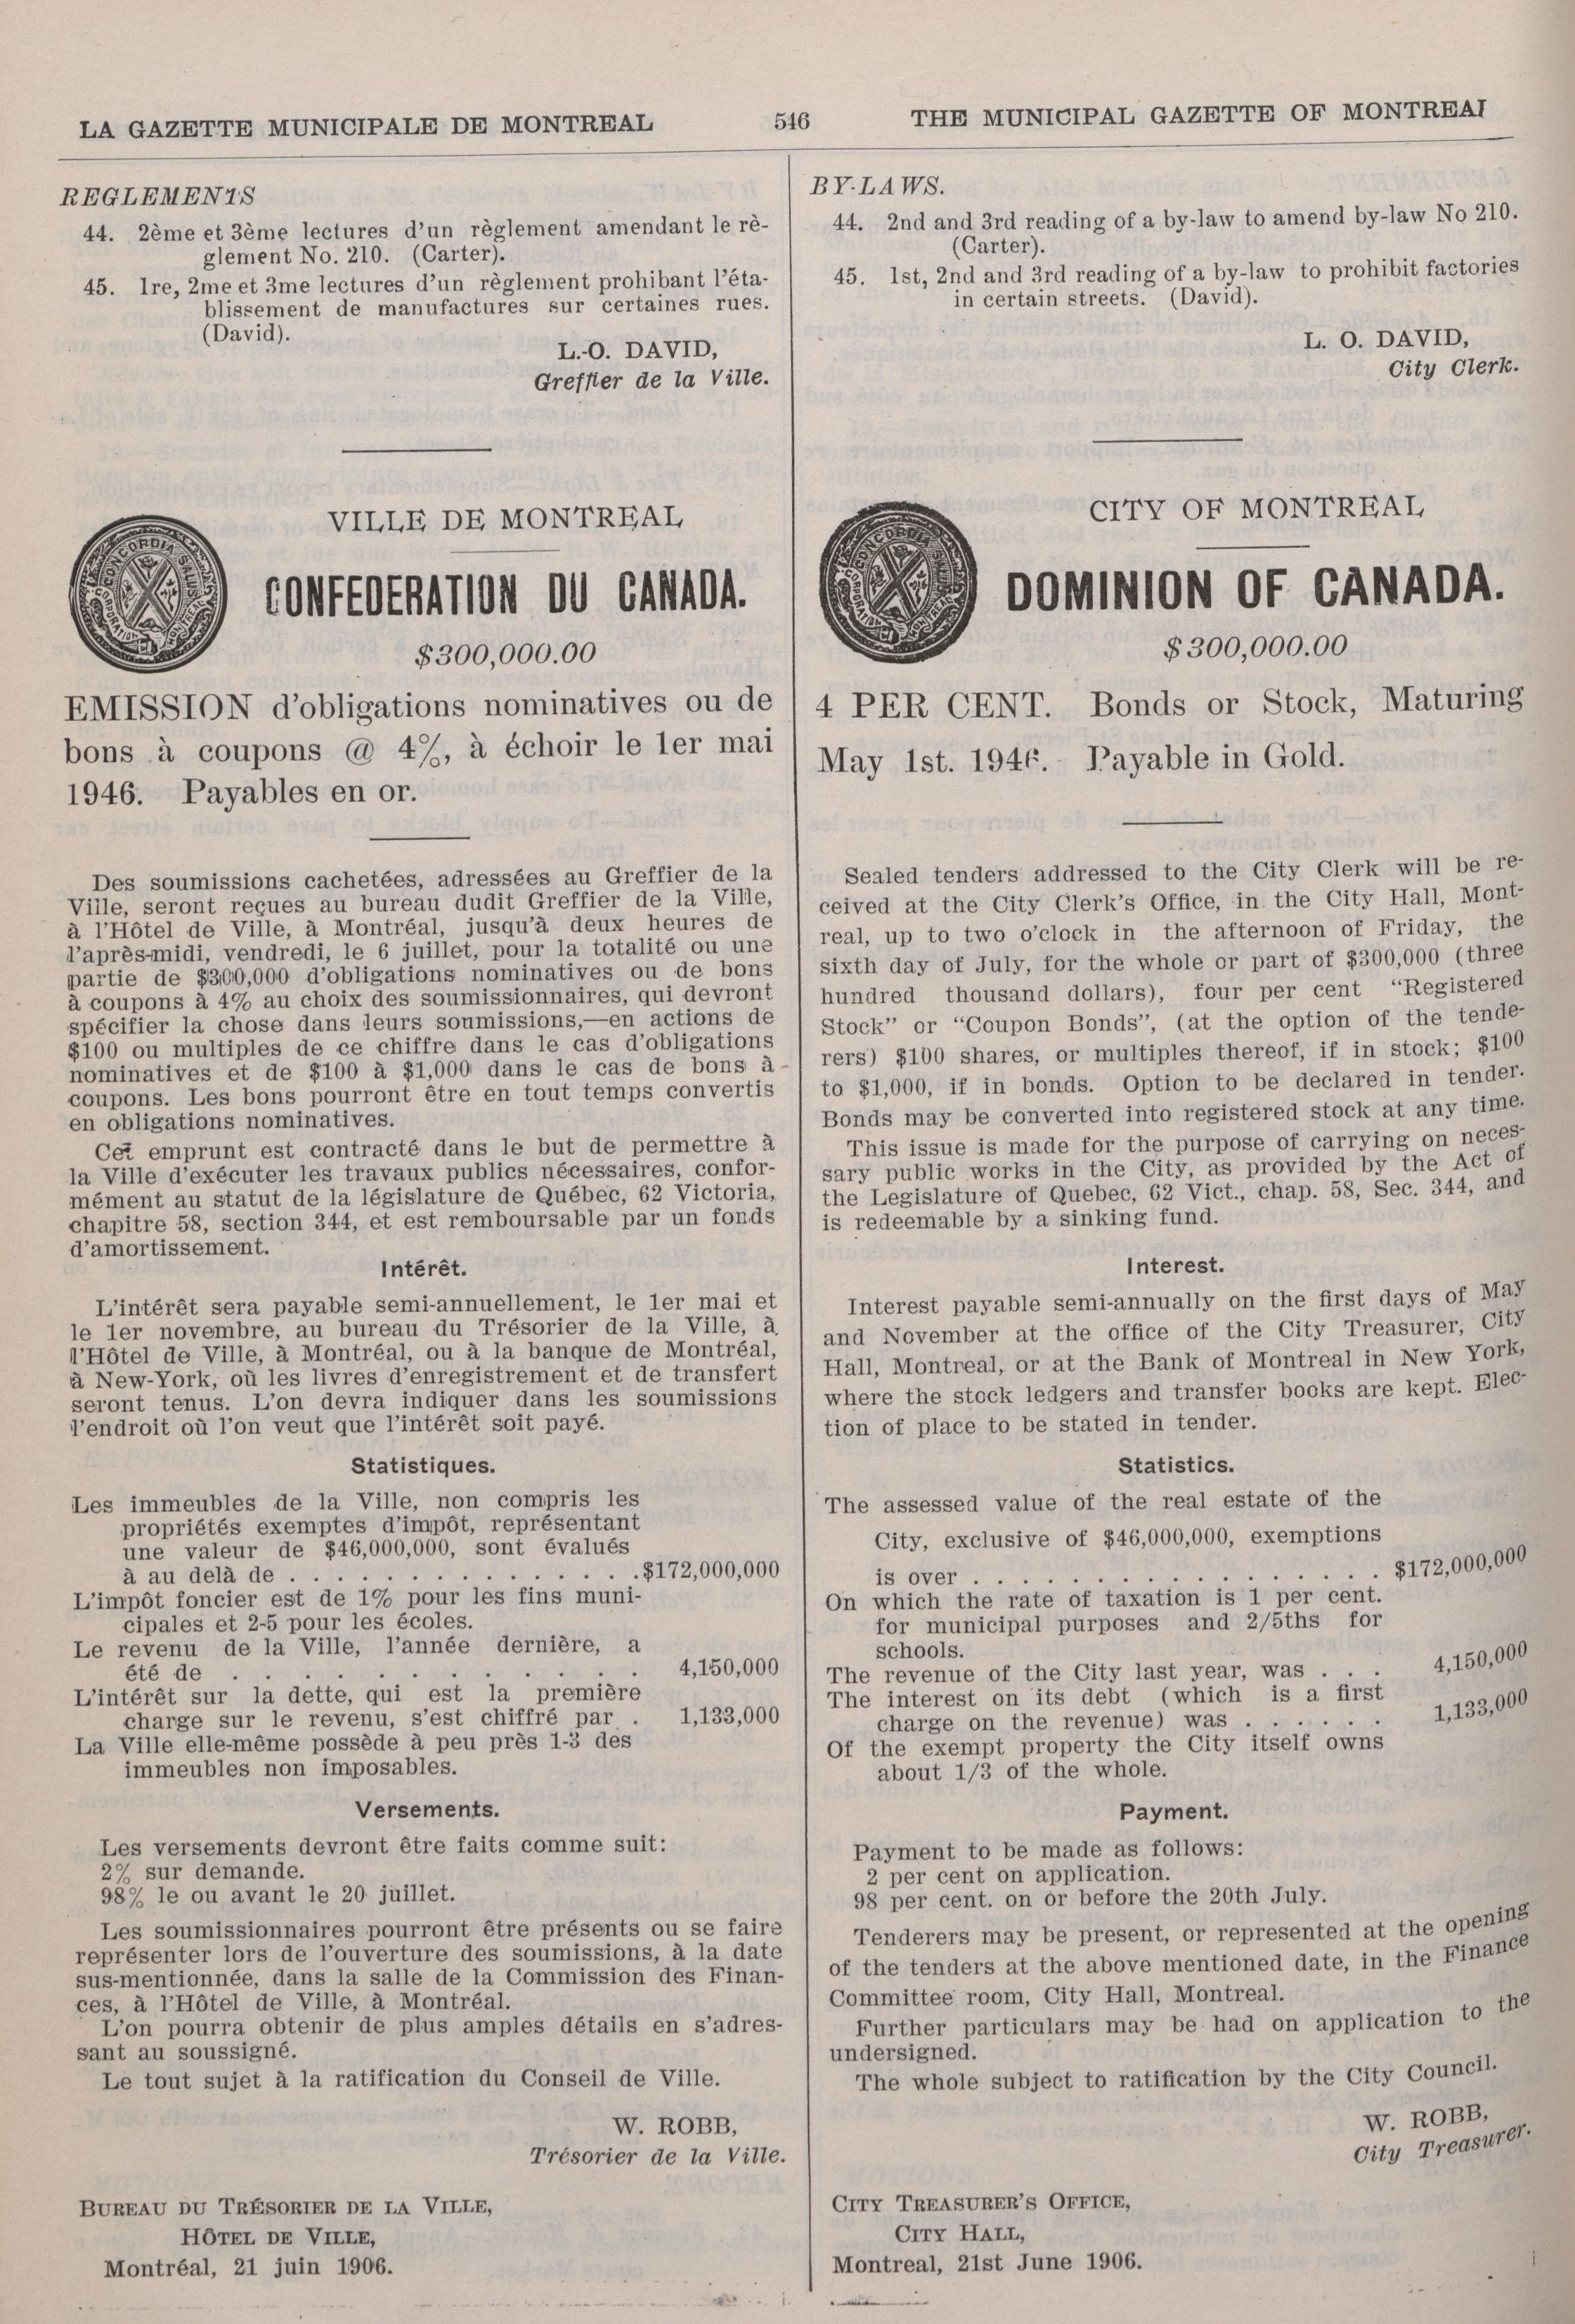 LA GAZETTE MUNICIPALE DE MONTREAL
546
THE MUNICIPAL GAZETTE OF MONTREAL
REGLEMENTS
44. 2ème et 3ème lectures d'un règlement amendant le rè-
glement No. 210. (Carter).
45. 1re, 2me et 3me lectures d'un règlement prohibant l'éta-
blissement de manufactures sur certaines rues.
(David).
L.-O. DAVID,
Greffier de la Ville.
VILLE DE MONTREAL
CONFEDERATION DU CANADA.
$300,000.00
EMISSION d'obligations nominatives ou de
bons à coupons @ 4%, à échoir le 1er mai
1946. Payables en or.
Des soumissions cachetées, adressées au Greffier de la
Ville, seront reçues au bureau dudit Greffier de la Ville,
à l'Hôtel de Ville, à Montréal, jusqu'à deux heures de
l'après-midi, vendredi, le 6 juillet, pour la totalité ou une
partie de $300,000 d'obligations nominatives ou de bons
à coupons à 4% au choix des soumissionnaires, qui devront
spécifier la chose dans leurs soumissions,—en actions de
$100 ou multiples de ce chiffre dans le cas d'obligations
nominatives et de $100 à $1,000 dans le cas de bons à
coupons. Les bons pourront être en tout temps convertis
en obligations nominatives.
Cet emprunt est contracté dans le but de permettre à
la Ville d'exécuter les travaux publics nécessaires, confor-
mément au statut de la législature de Québec, 62 Victoria,
chapitre 58, section 344, et est remboursable par un fonds
d'amortissement.
Intérêt.
L'intérêt sera payable semi-annuellement, le 1er mai et
le 1er novembre, au bureau du Trésorier de la Ville, à
l'Hôtel de Ville, à Montréal, ou à la banque de Montréal,
à New-York, où les livres d'enregistrement et de transfert
seront tenus. L'on devra indiquer dans les soumissions
l'endroit où l'on veut que l'intérêt soit payé.
Statistiques.
Les immeubles de la Ville, non compris les
propriétés exemptes d'impôt, représentant
une valeur de $46,000,000, sont évalués
à au delà de . . . . . . . . . . . . . . . $172,000,000
L'impôt foncier est de 1% pour les fins muni-
cipales et 2-5 pour les écoles.
Le revenu de la Ville, l'année dernière, a
été de . . . . . . . . . . . . . . 4,150,000
L'intérêt sur la dette, qui est la première
charge sur le revenu, s'est chiffré par . 1,133,000
La Ville elle-même possède à peu près 1-3 des
immeubles non imposables.
Versements.
Les versements devront être faits comme suit:
2% sur demande.
98% le ou avant le 20 juillet.
Les soumissionnaires pourront être présents ou se faire
représenter lors de l'ouverture des soumissions, à la date
sus-mentionnée, dans la salle de la Commission des Finan-
ces, à l'Hôtel de Ville, à Montréal.
L'on pourra obtenir de plus amples détails en s'adres-
sant au soussigné.
Le tout sujet à la ratification du Conseil de Ville.
W. ROBB,
Trésorier de la Ville.
BUREAU DU TRÉSORIER DE LA VILLE,
HÔTEL DE VILLE,
Montréal, 21 juin 1906.
BY-LAWS.
44. 2nd and 3rd reading of a by-law to amend by-law No 210.
(Carter).
45. 1st, 2nd and 3rd reading of a by-law to prohibit factories
in certain streets. (David).
L. O. DAVID,
City Clerk.
CITY OF MONTREAL
DOMINION OF CANADA.
$300,000.00
4 PER CENT. Bonds or Stock, Maturing
May 1st. 1946. Payable in Gold.
Sealed tenders addressed to the City Clerk will be re-
ceived at the City Clerk's Office, in the City Hall, Mont-
real, up to two o'clock in the afternoon of Friday, the
sixth day of July, for the whole or part of $300,000 (three
hundred thousand dollars), four per cent "Registered
Stock" or "Coupon Bonds", (at the option of the tende-
rers) $100 shares, or multiples thereof, if in stock; $100
to $1,000, if in bonds. Option to be declared in tender.
Bonds may be converted into registered stock at any time.
This issue is made for the purpose of carrying on neces-
sary public works in the City, as provided by the Act of
the Legislature of Quebec, 62 Vict., chap. 58, Sec. 344, and
is redeemable by a sinking fund.
Interest.
Interest payable semi-annually on the first days of May
and November at the office of the City Treasurer, City
Hall, Montreal, or at the Bank of Montreal in New York,
where the stock ledgers and transfer books are kept. Elec-
tion of place to be stated in tender.
Statistics.
The assessed value of the real estate of the
City, exclusive of $46,000,000, exemptions
is over . . . . . . . . . . . . . . . . . $172,000,000
On which the rate of taxation is 1 per cent.
for municipal purposes and 2/5ths for
schools.
The revenue of the City last year, was . . . 4,150,000
The interest on its debt (which is a first
charge on the revenue) was . . . . . . 1,133,000
Of the exempt property the City itself owns
about 1/3 of the whole.
Payment.
Payment to be made as follows:
2 per cent on application.
98 per cent. on or before the 20th July.
Tenderers may be present, or represented at the opening
of the tenders at the above mentioned date, in the Finance
Committee room, City Hall, Montreal.
Further particulars may be had on application to the
undersigned.
The whole subject to ratification by the City Council.
W. ROBB,
City Treasurer.
CITY TREASURER'S OFFICE,
CITY HALL,
Montreal, 21st June 1906.